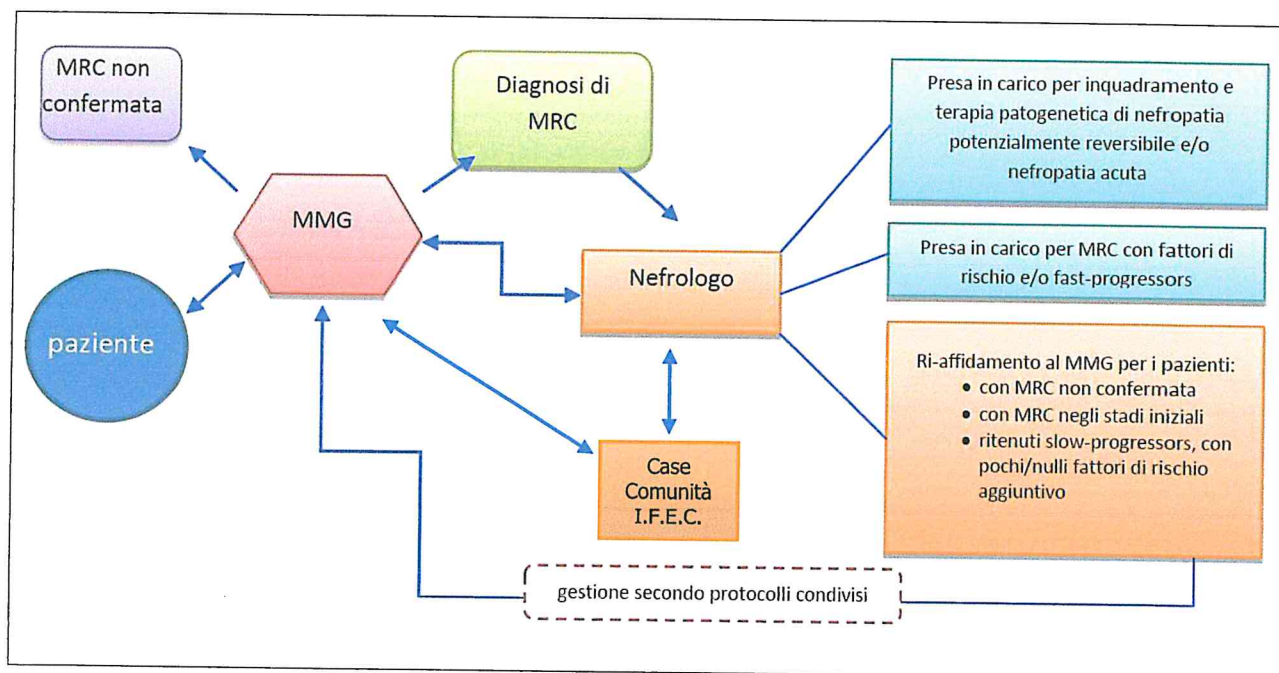 MRC non
confermata
Diagnosi di
MRC
MMG
paziente
Nefrologo
Case
Comunità
I.F.E.C.
Presa in carico per inquadramento e
terapia patogenetica di nefropatia
potenzialmente reversibile e/o
nefropatia acuta
Presa in carico per MRC con fattori di
rischio e/o fast-progressors
Ri-affidamento al MMG per i pazienti:
• con MRC non confermata
• con MRC negli stadi iniziali
• ritenuti slow-progressors, con
pochi/nulli fattori di rischio
aggiuntivo
gestione secondo protocolli condivisi